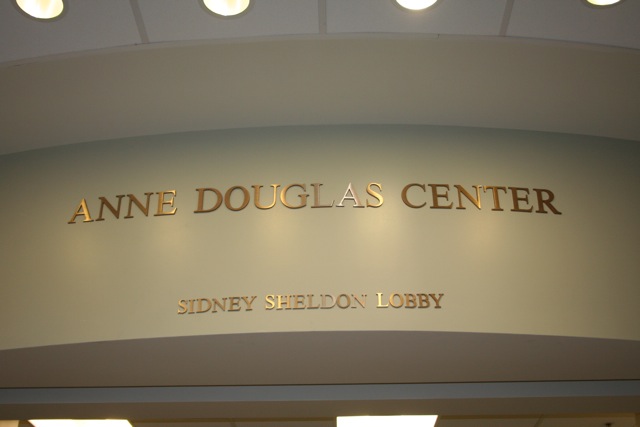 ANNE DOUGLAS CENTER
SIDNEY SHELDON LOBBY